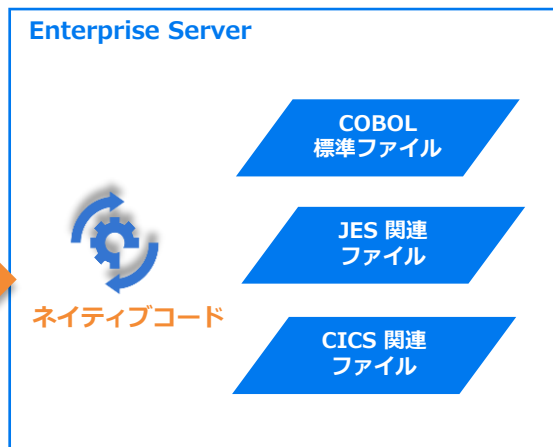 Enterprise Server
COBOL
標準ファイル
JES 関連
ファイル
ネイティブコード
CICS 関連
ファイル